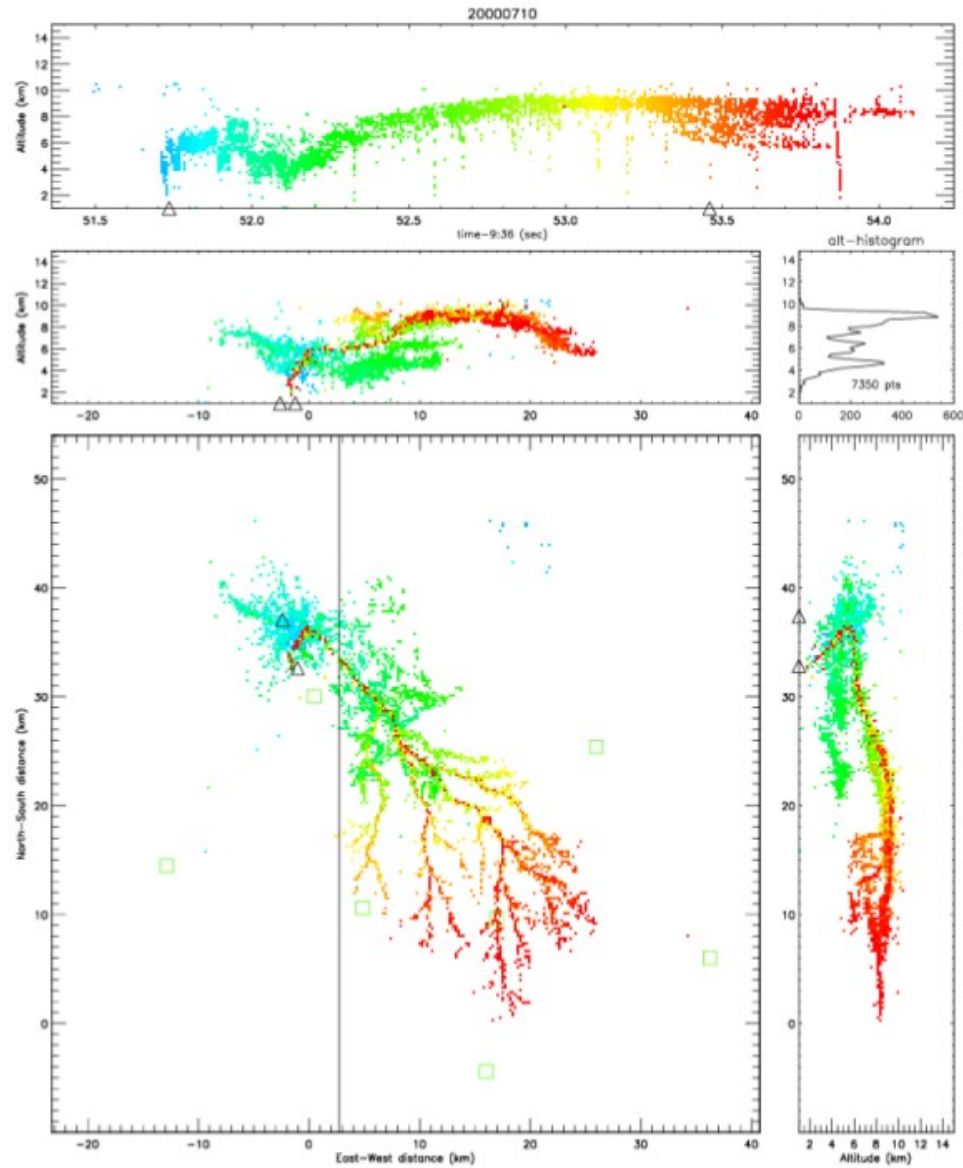 20000710
14
12
10
8
6
4
2
Altitude (km)
51.5 52.0 52.5 53.0 53.5 54.0
time-9:36 (sec)
alt-histogram
14
12
10
8
6
4
2
Altitude (km)
-20 -10 0 10 20 30 40
14
12
10
8
6
4
2
7350 pts
0 200 400 600
50
40
30
20
10
0
North-South distance (km)
-20 -10 0 10 20 30 40
East-West distance (km)
50
40
30
20
10
0
2 4 6 8 10 12 14
Altitude (km)